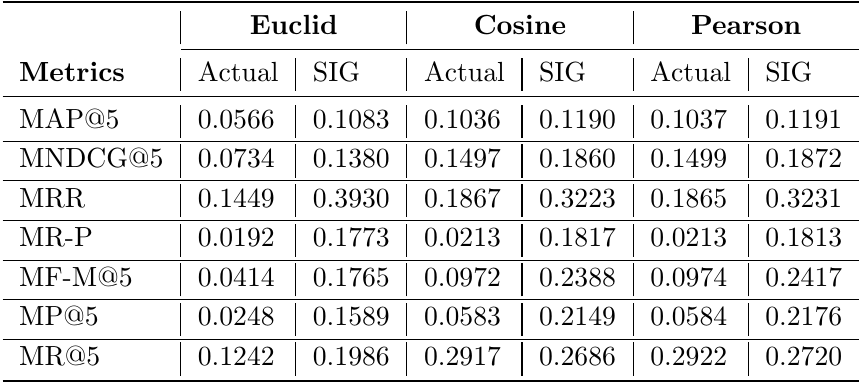 Euclid Cosine Pearson
Metrics Actual SIG Actual SIG Actual SIG
MAP@5 0.0566 0.1083 0.1036 0.1190 0.1037 0.1191
MNDCG@5 0.0734 0.1380 0.1497 0.1860 0.1499 0.1872
MRR 0.1449 0.3930 0.1867 0.3223 0.1865 0.3231
MR-P 0.0192 0.1773 0.0213 0.1817 0.0213 0.1813
MF-M@5 0.0414 0.1765 0.0972 0.2388 0.0974 0.2417
MP@5 0.0248 0.1589 0.0583 0.2149 0.0584 0.2176
MR@5 0.1242 0.1986 0.2917 0.2686 0.2922 0.2720